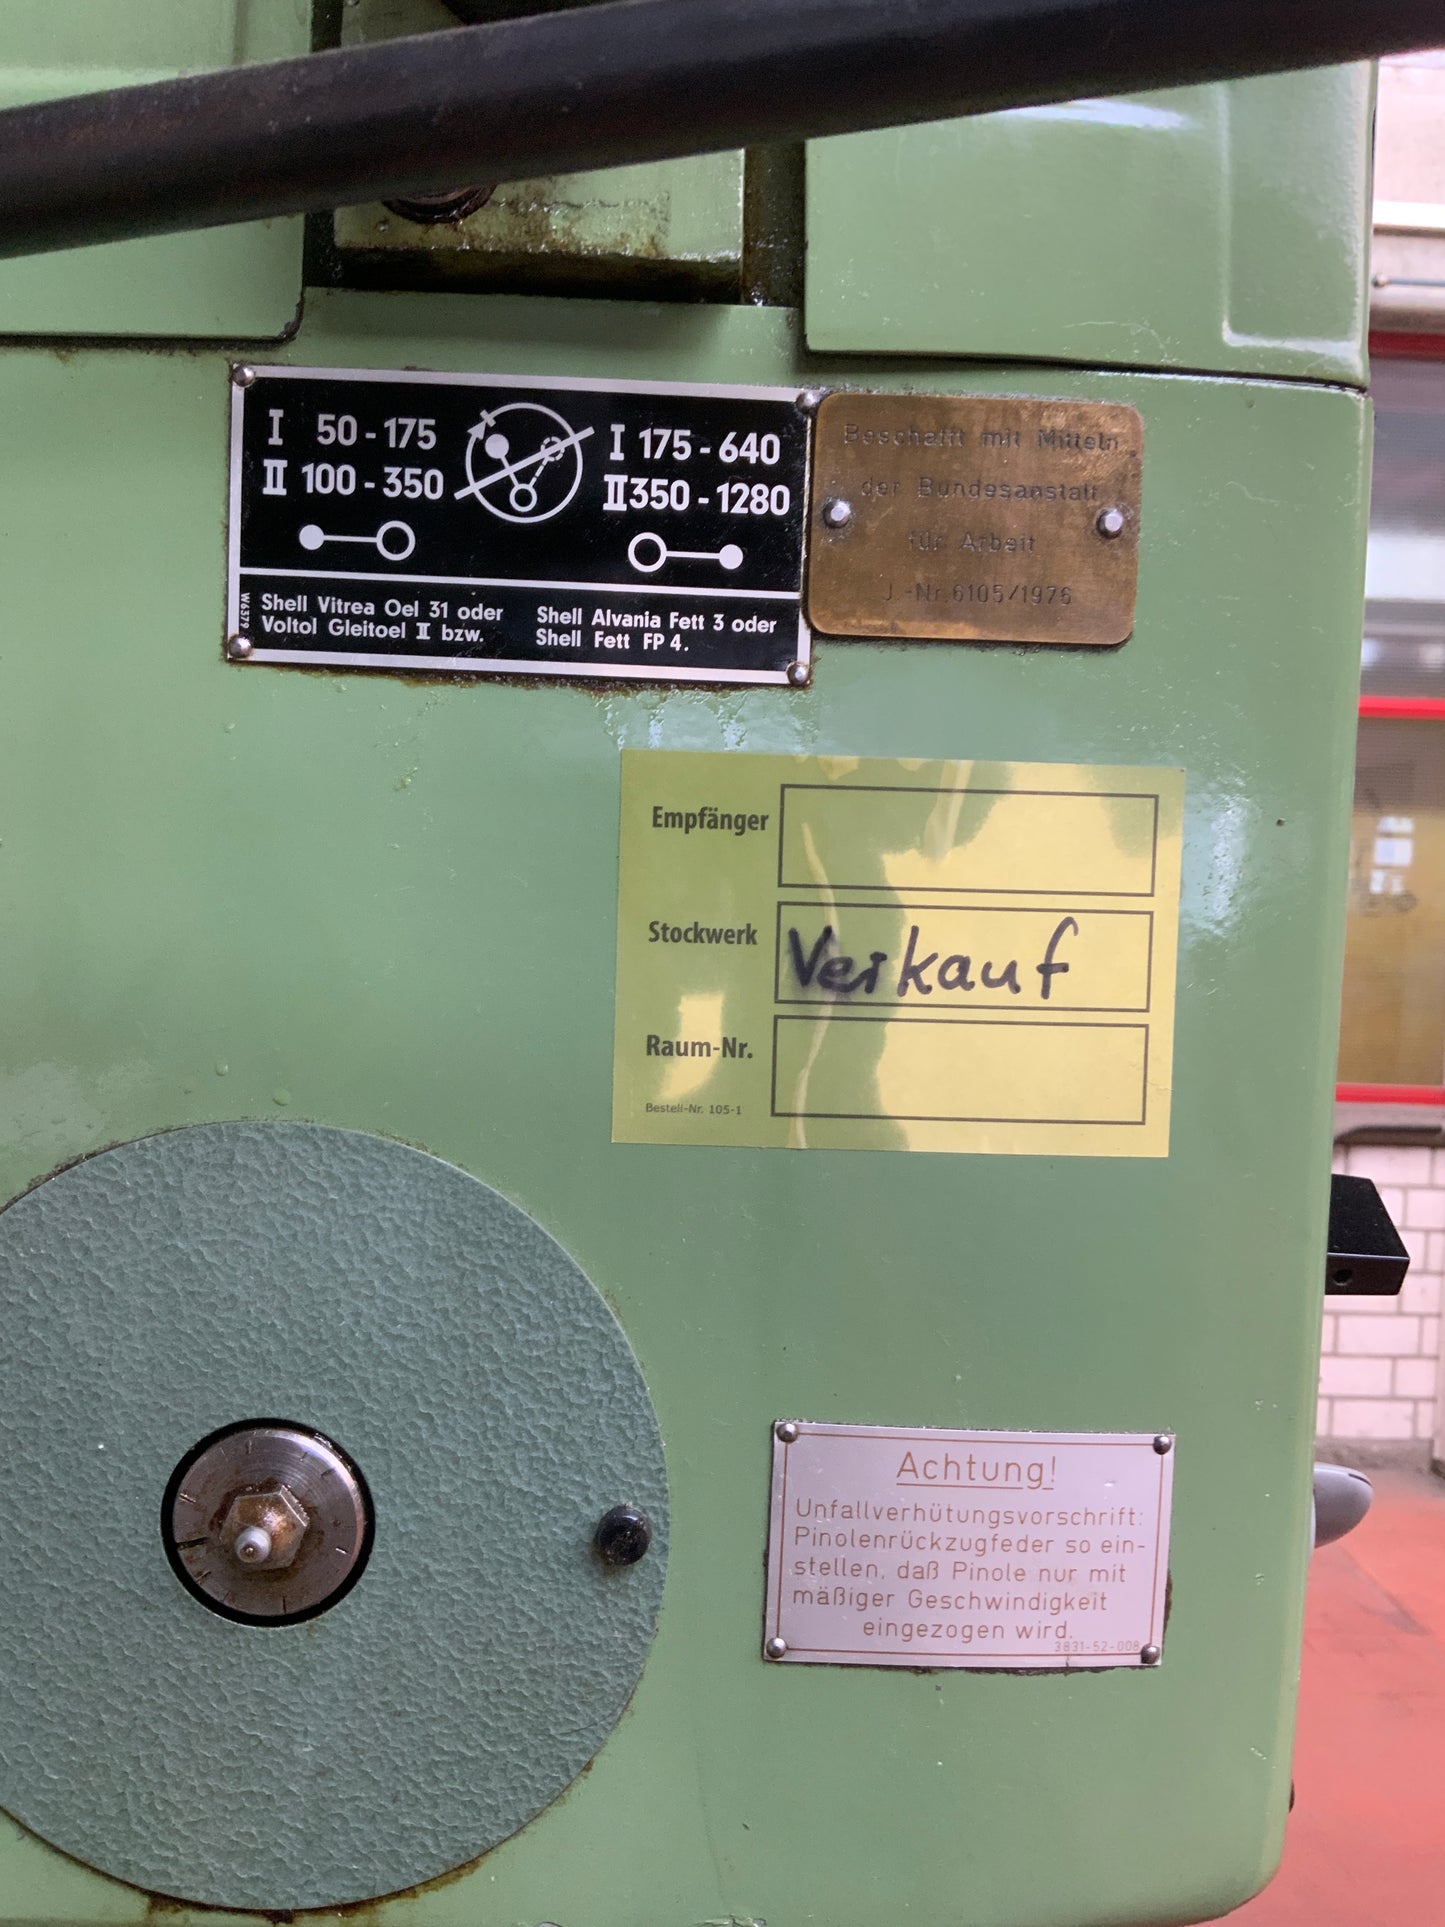 I 50-175
II 100-350
I 175-640
II 350-1280
W6379
Shell Vitrea Oel 31 oder
Voltol Gleitoel II bzw.
Shell Alvania Fett 3 oder
Shell Fett FP 4.
Beschafft mit Mitteln
der Bundesanstalt
für Arbeit
J.-Nr. 6105/1976
Empfänger
Stockwerk Verkauf
Raum-Nr.
Bestell-Nr. 105-1
Achtung!
Unfallverhütungsvorschrift:
Pinolenrückzugfeder so ein-
stellen, daß Pinole nur mit
mäßiger Geschwindigkeit
eingezogen wird.
3831-52-008